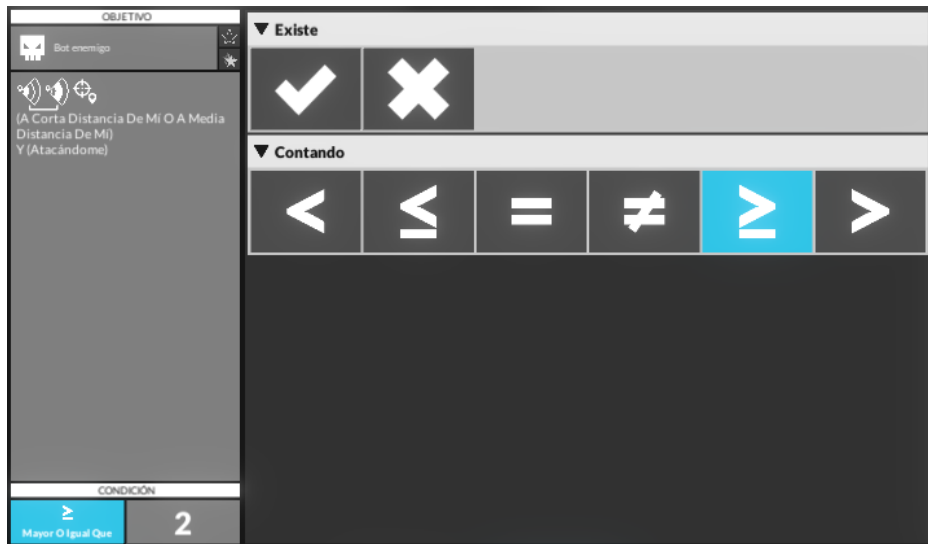 OBJETIVO
Bot enemigo
(A Corta Distancia De Mí O A Media
Distancia De Mí)
Y (Atacándome)
CONDICIÓN
≥
Mayor O Igual Que
2
▼ Existe
▼ Contando
< ≤ = ≠ ≥ >